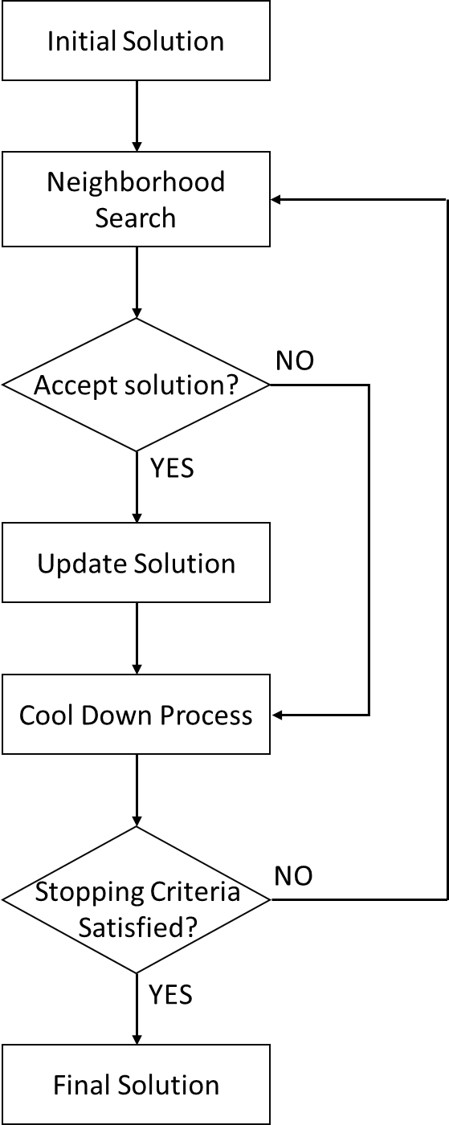 Initial Solution
Neighborhood
Search
NO
Accept solution?
YES
Update Solution
Cool Down Process
NO
Stopping Criteria
Satisfied?
YES
Final Solution